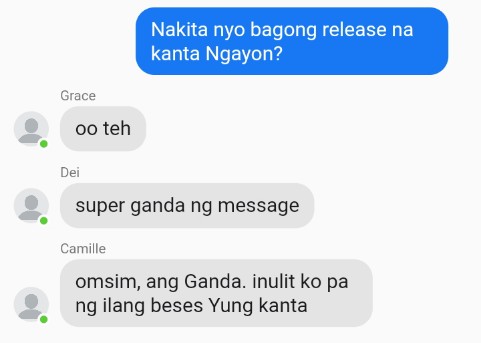 Nakita nyo bagong release na
kanta Ngayon?
Grace
oo teh
Dei
super ganda ng message
Camille
omsim, ang Ganda. inulit ko pa
ng ilang beses Yung kanta